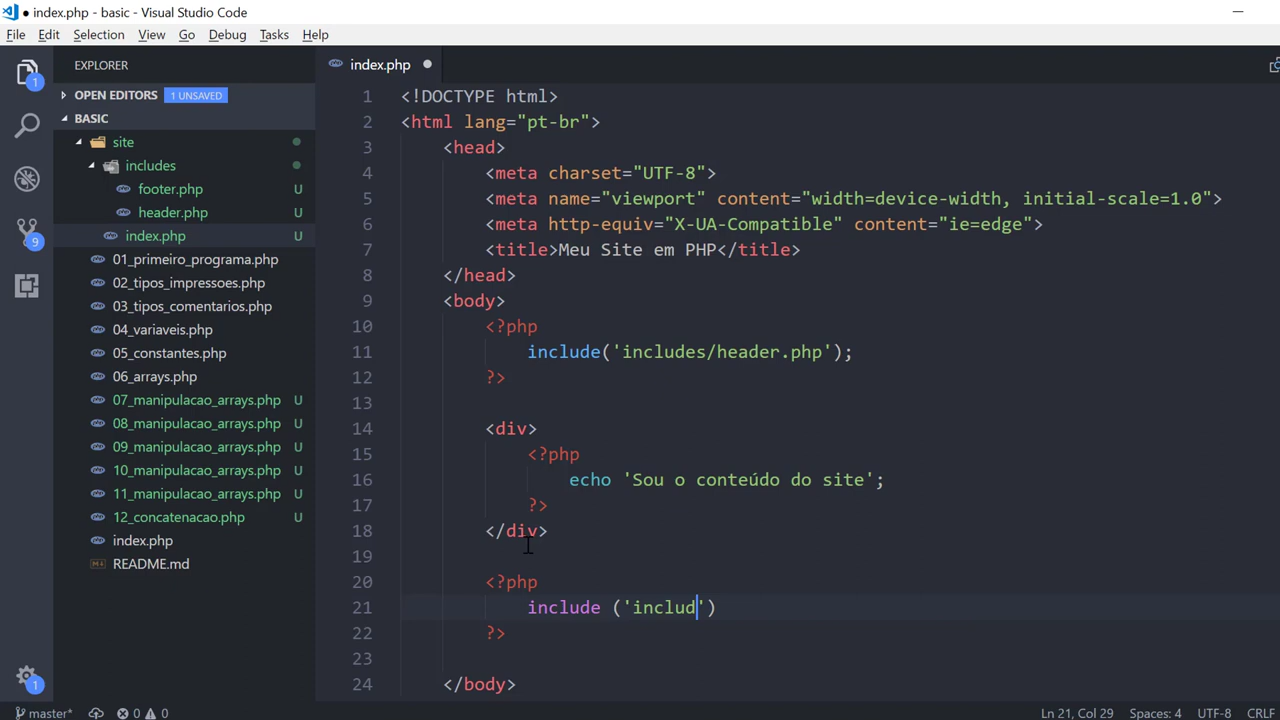 ● index.php - basic - Visual Studio Code
File Edit Selection View Go Debug Tasks Help
1
9
1
EXPLORER
OPEN EDITORS 1 UNSAVED
BASIC
site
includes
footer.php U
header.php U
index.php U
01_primeiro_programa.php
02_tipos_impressoes.php
03_tipos_comentarios.php
04_variaveis.php
05_constantes.php
06_arrays.php
07_manipulacao_arrays.php U
08_manipulacao_arrays.php U
09_manipulacao_arrays.php U
10_manipulacao_arrays.php U
11_manipulacao_arrays.php U
12_concatenacao.php U
index.php
README.md
index.php ●
1 <!DOCTYPE html>
2 <html lang="pt-br">
3 <head>
4 <meta charset="UTF-8">
5 <meta name="viewport" content="width=device-width, initial-scale=1.0">
6 <meta http-equiv="X-UA-Compatible" content="ie=edge">
7 <title>Meu Site em PHP</title>
8 </head>
9 <body>
10 <?php
11 include('includes/header.php');
12 ?>
13
14 <div>
15 <?php
16 echo 'Sou o conteúdo do site';
17 ?>
18 </div>
19
20 <?php
21 include ('includ')
22 ?>
23
24 </body>
master* 0 0 Ln 21, Col 29 Spaces: 4 UTF-8 CRLF